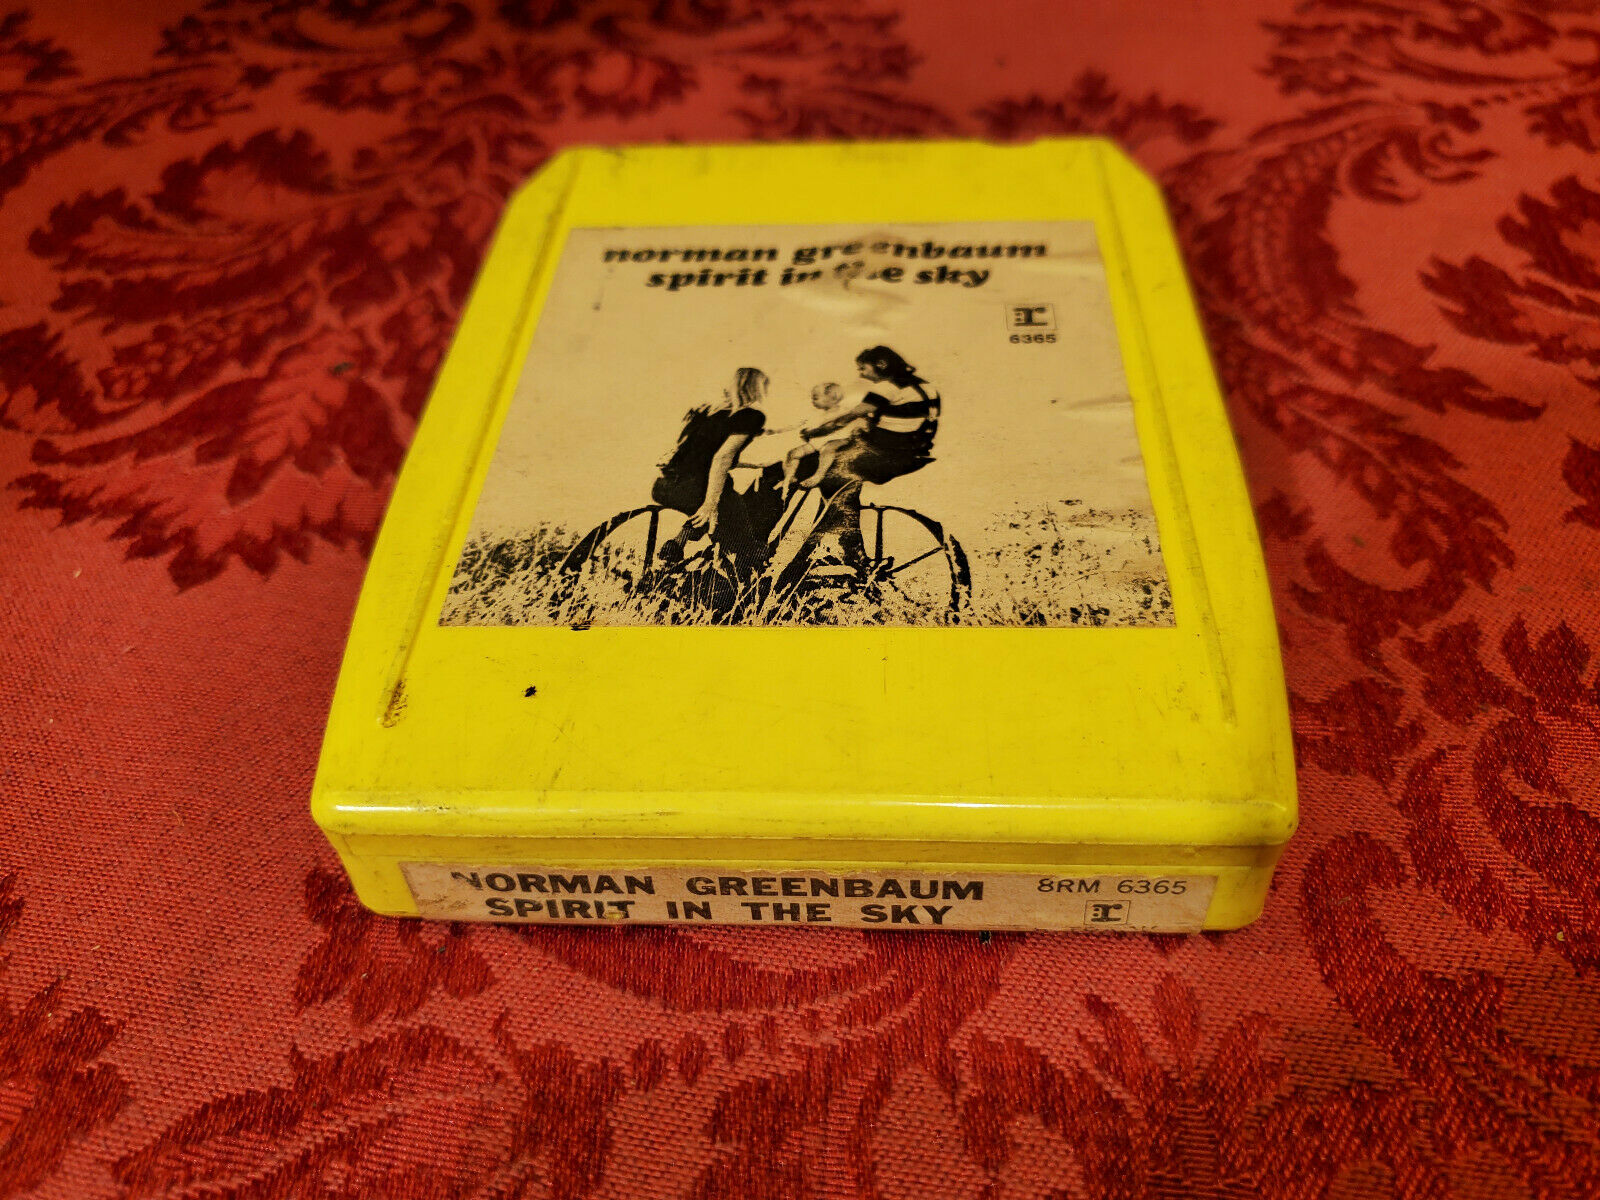 norman greenbaum
spirit in the sky
r
6365
NORMAN GREENBAUM
SPIRIT IN THE SKY
8RM 6365
r